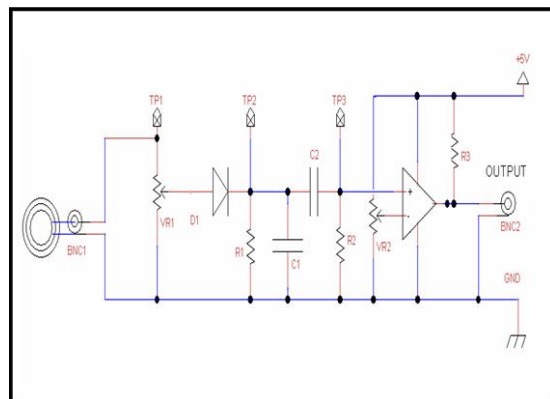 +5V
TP1
TP2
TP3
C2
R3
OUTPUT
VR1
D1
BNC1
R1
C1
R2
+
-
VR2
BNC2
GND